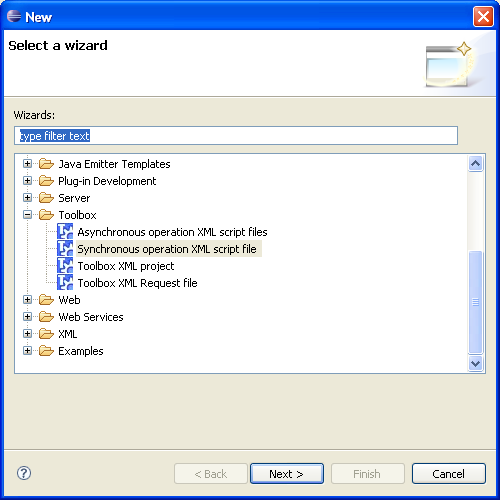 New
Select a wizard
Wizards:
type filter text
Java Emitter Templates
Plug-in Development
Server
Toolbox
Asynchronous operation XML script files
Synchronous operation XML script file
Toolbox XML project
Toolbox XML Request file
Web
Web Services
XML
Examples
? < Back Next > Finish Cancel